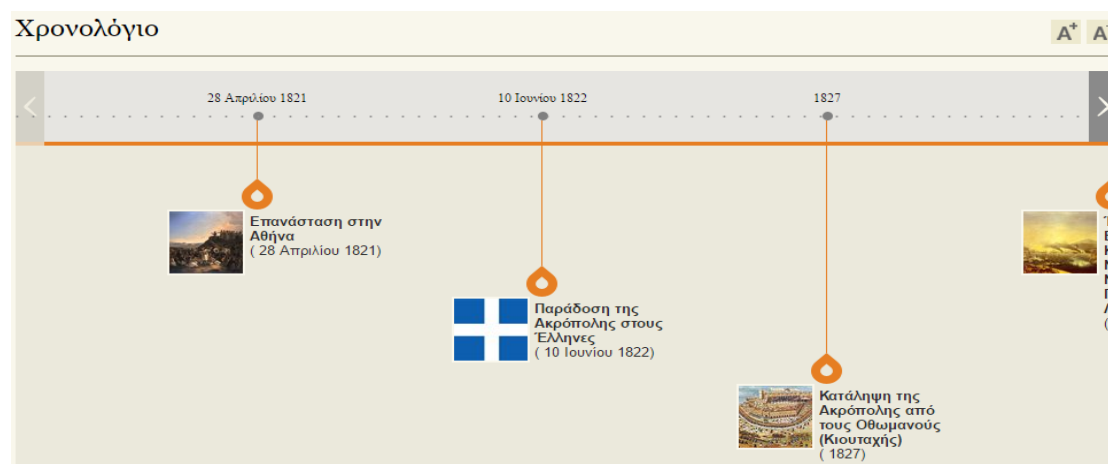 Χρονολόγιο
A+ A
28 Απριλίου 1821
10 Ιουνίου 1822
1827
Επανάσταση στην
Αθήνα
( 28 Απριλίου 1821)
Παράδοση της
Ακρόπολης στους
Έλληνες
( 10 Ιουνίου 1822)
Κατάληψη της
Ακρόπολης από
τους Οθωμανούς
(Κιουταχής)
( 1827)